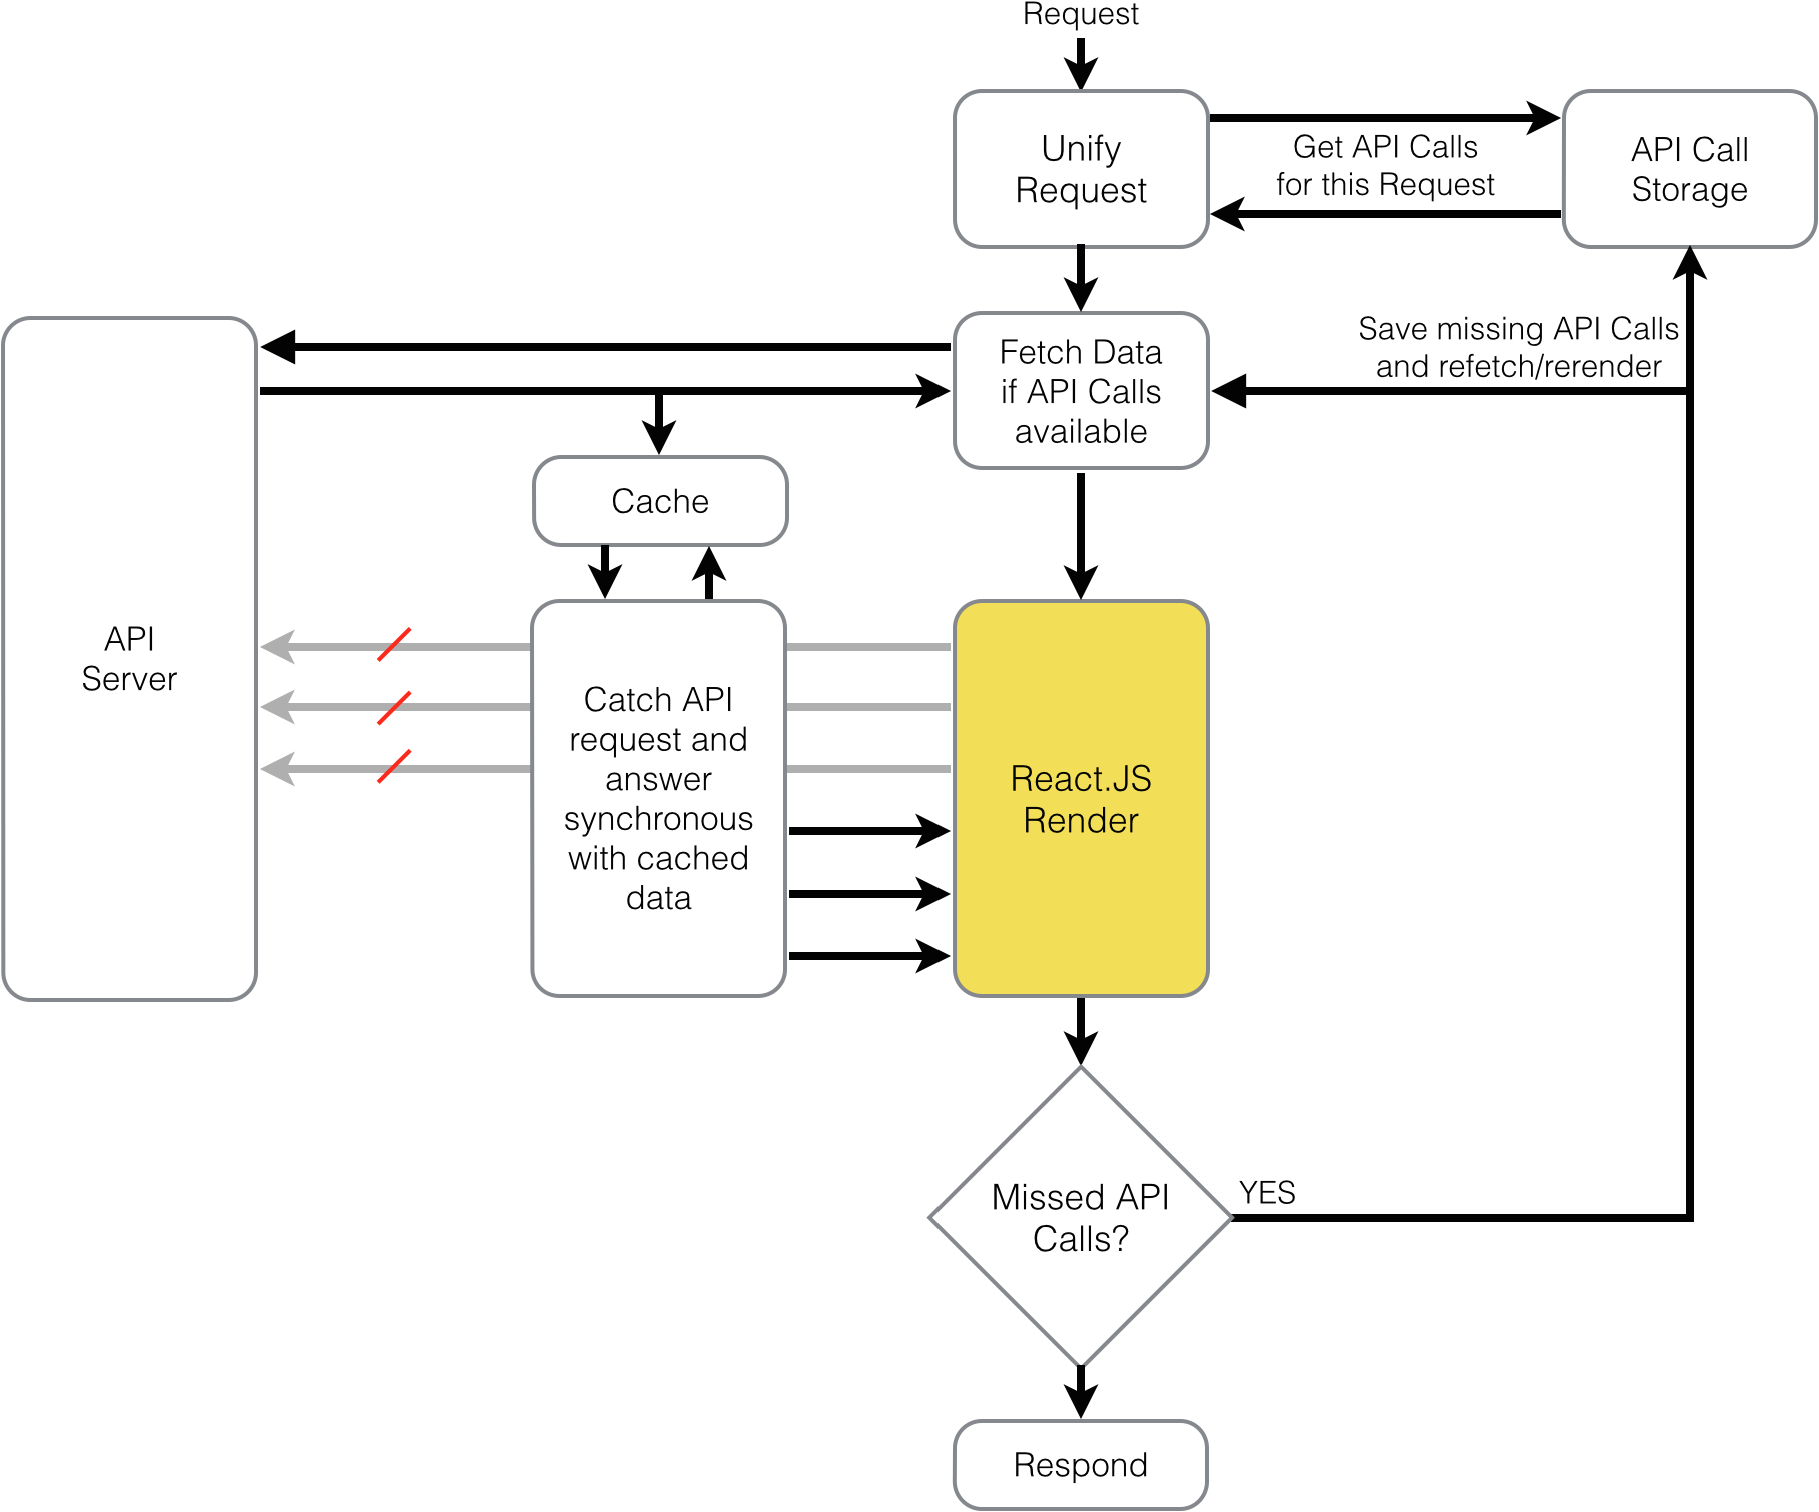 Request
Unify
Request
Get API Calls
for this Request
API Call
Storage
Fetch Data
if API Calls
available
Save missing API Calls
and refetch/rerender
Cache
API
Server
Catch API
request and
answer
synchronous
with cached
data
React.JS
Render
Missed API
Calls?
YES
Respond